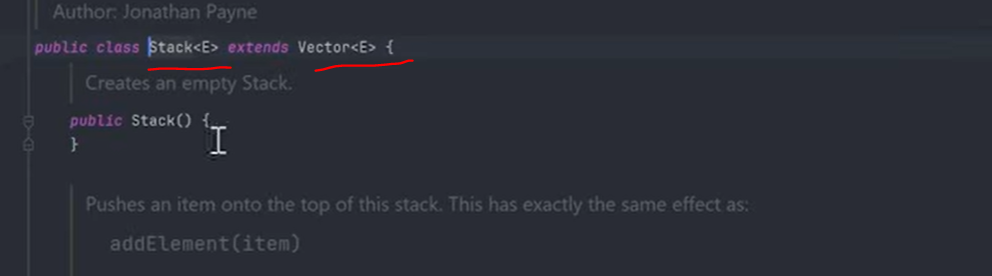 Author: Jonathan Payne
public class Stack<E> extends Vector<E> {
Creates an empty Stack.
public Stack() {
}
Pushes an item onto the top of this stack. This has exactly the same effect as:
addElement(item)